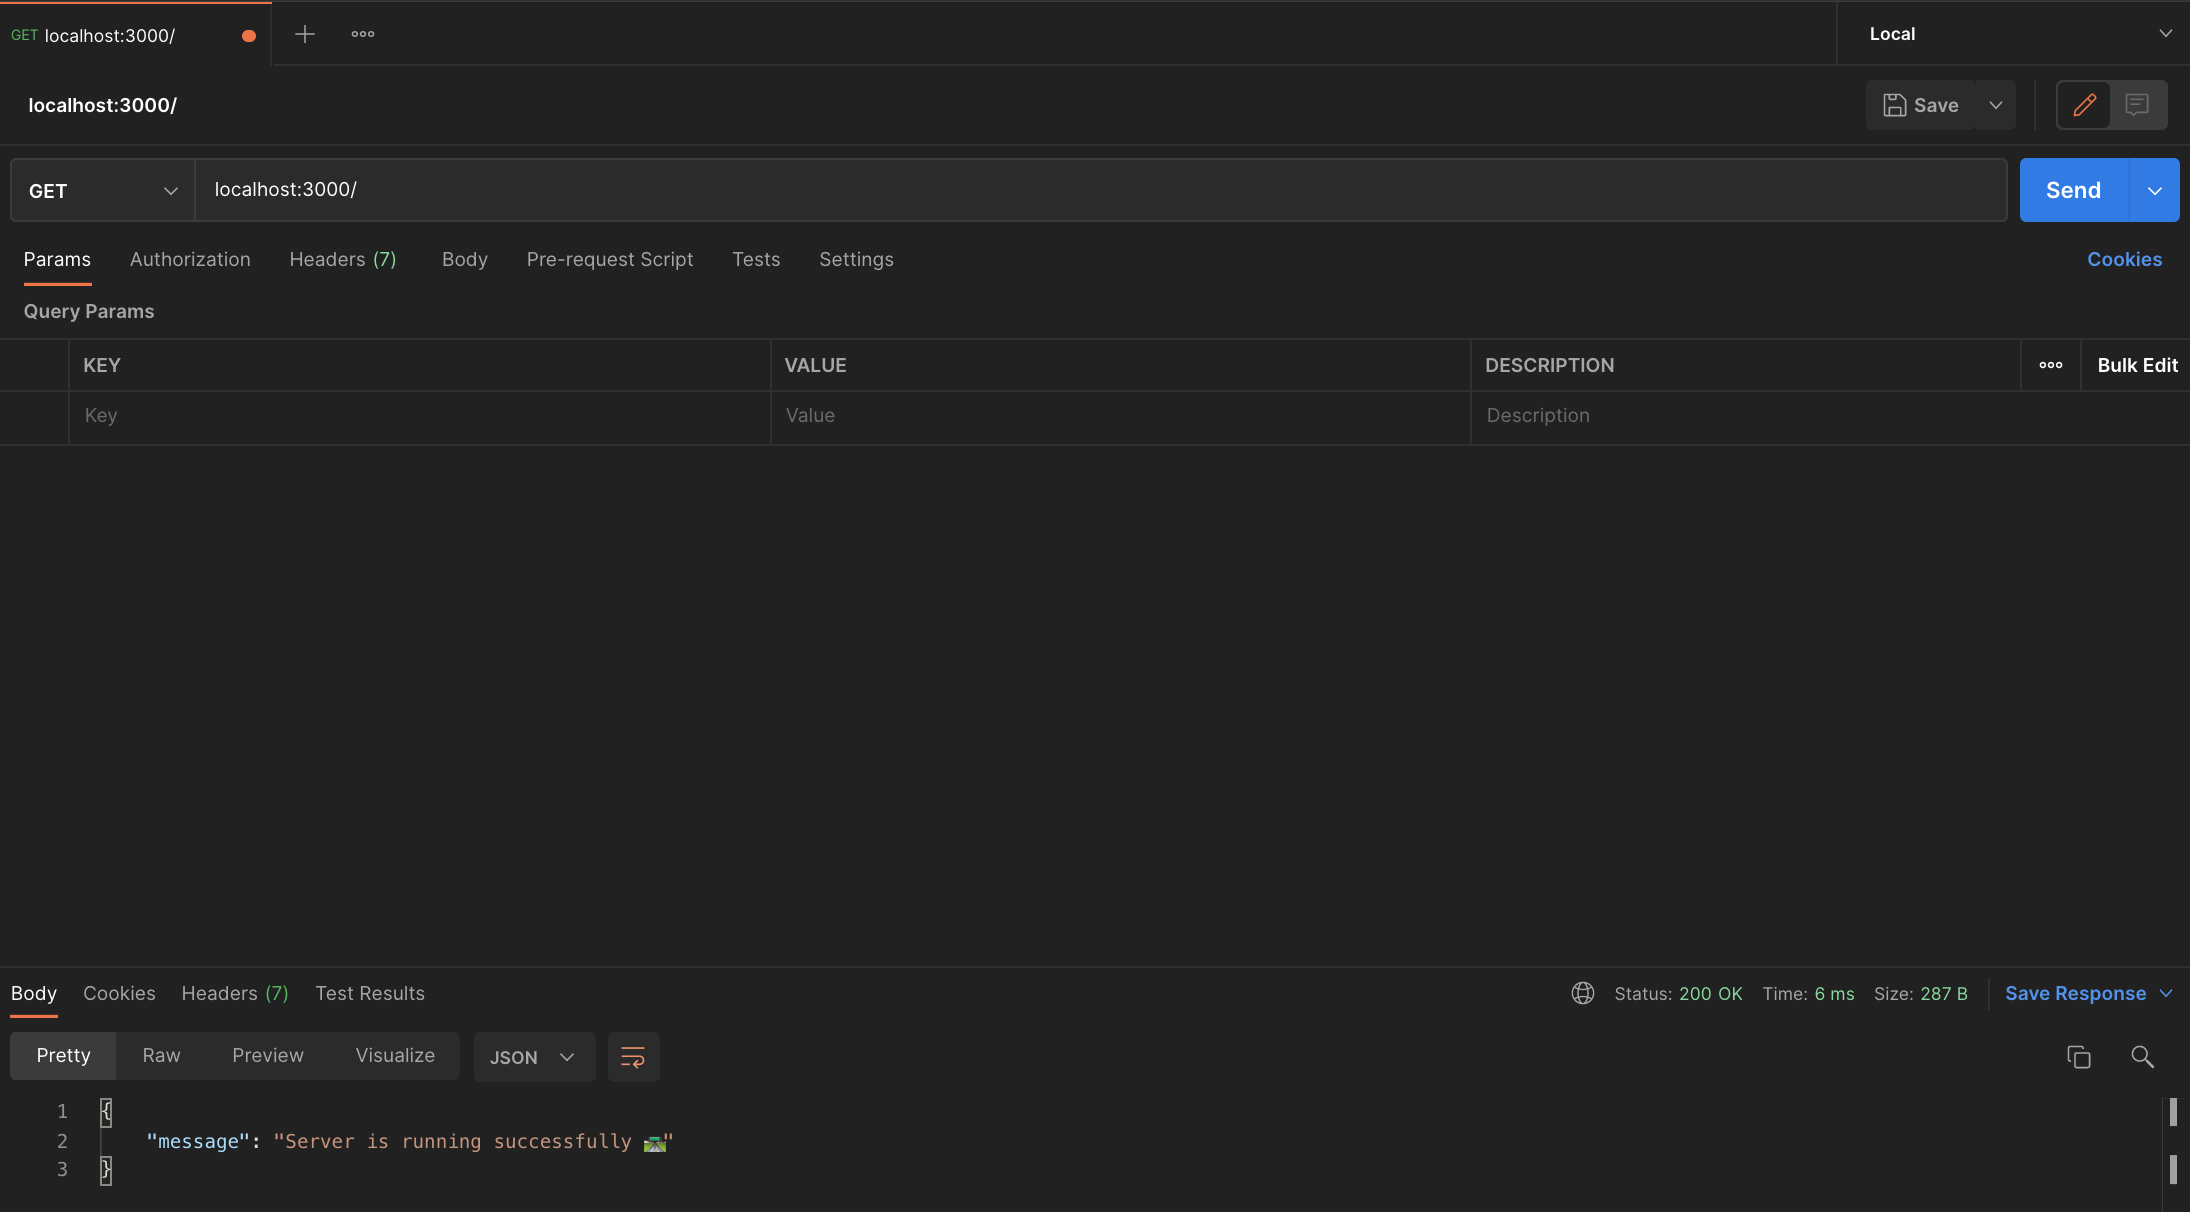 GET localhost:3000/
Local
localhost:3000/
Save
GET localhost:3000/ Send
Params Authorization Headers (7) Body Pre-request Script Tests Settings Cookies
Query Params
KEY VALUE DESCRIPTION Bulk Edit
Key Value Description
Body Cookies Headers (7) Test Results Status: 200 OK Time: 6 ms Size: 287 B Save Response
Pretty Raw Preview Visualize JSON
1 {
2 "message": "Server is running successfully 🛣️"
3 }